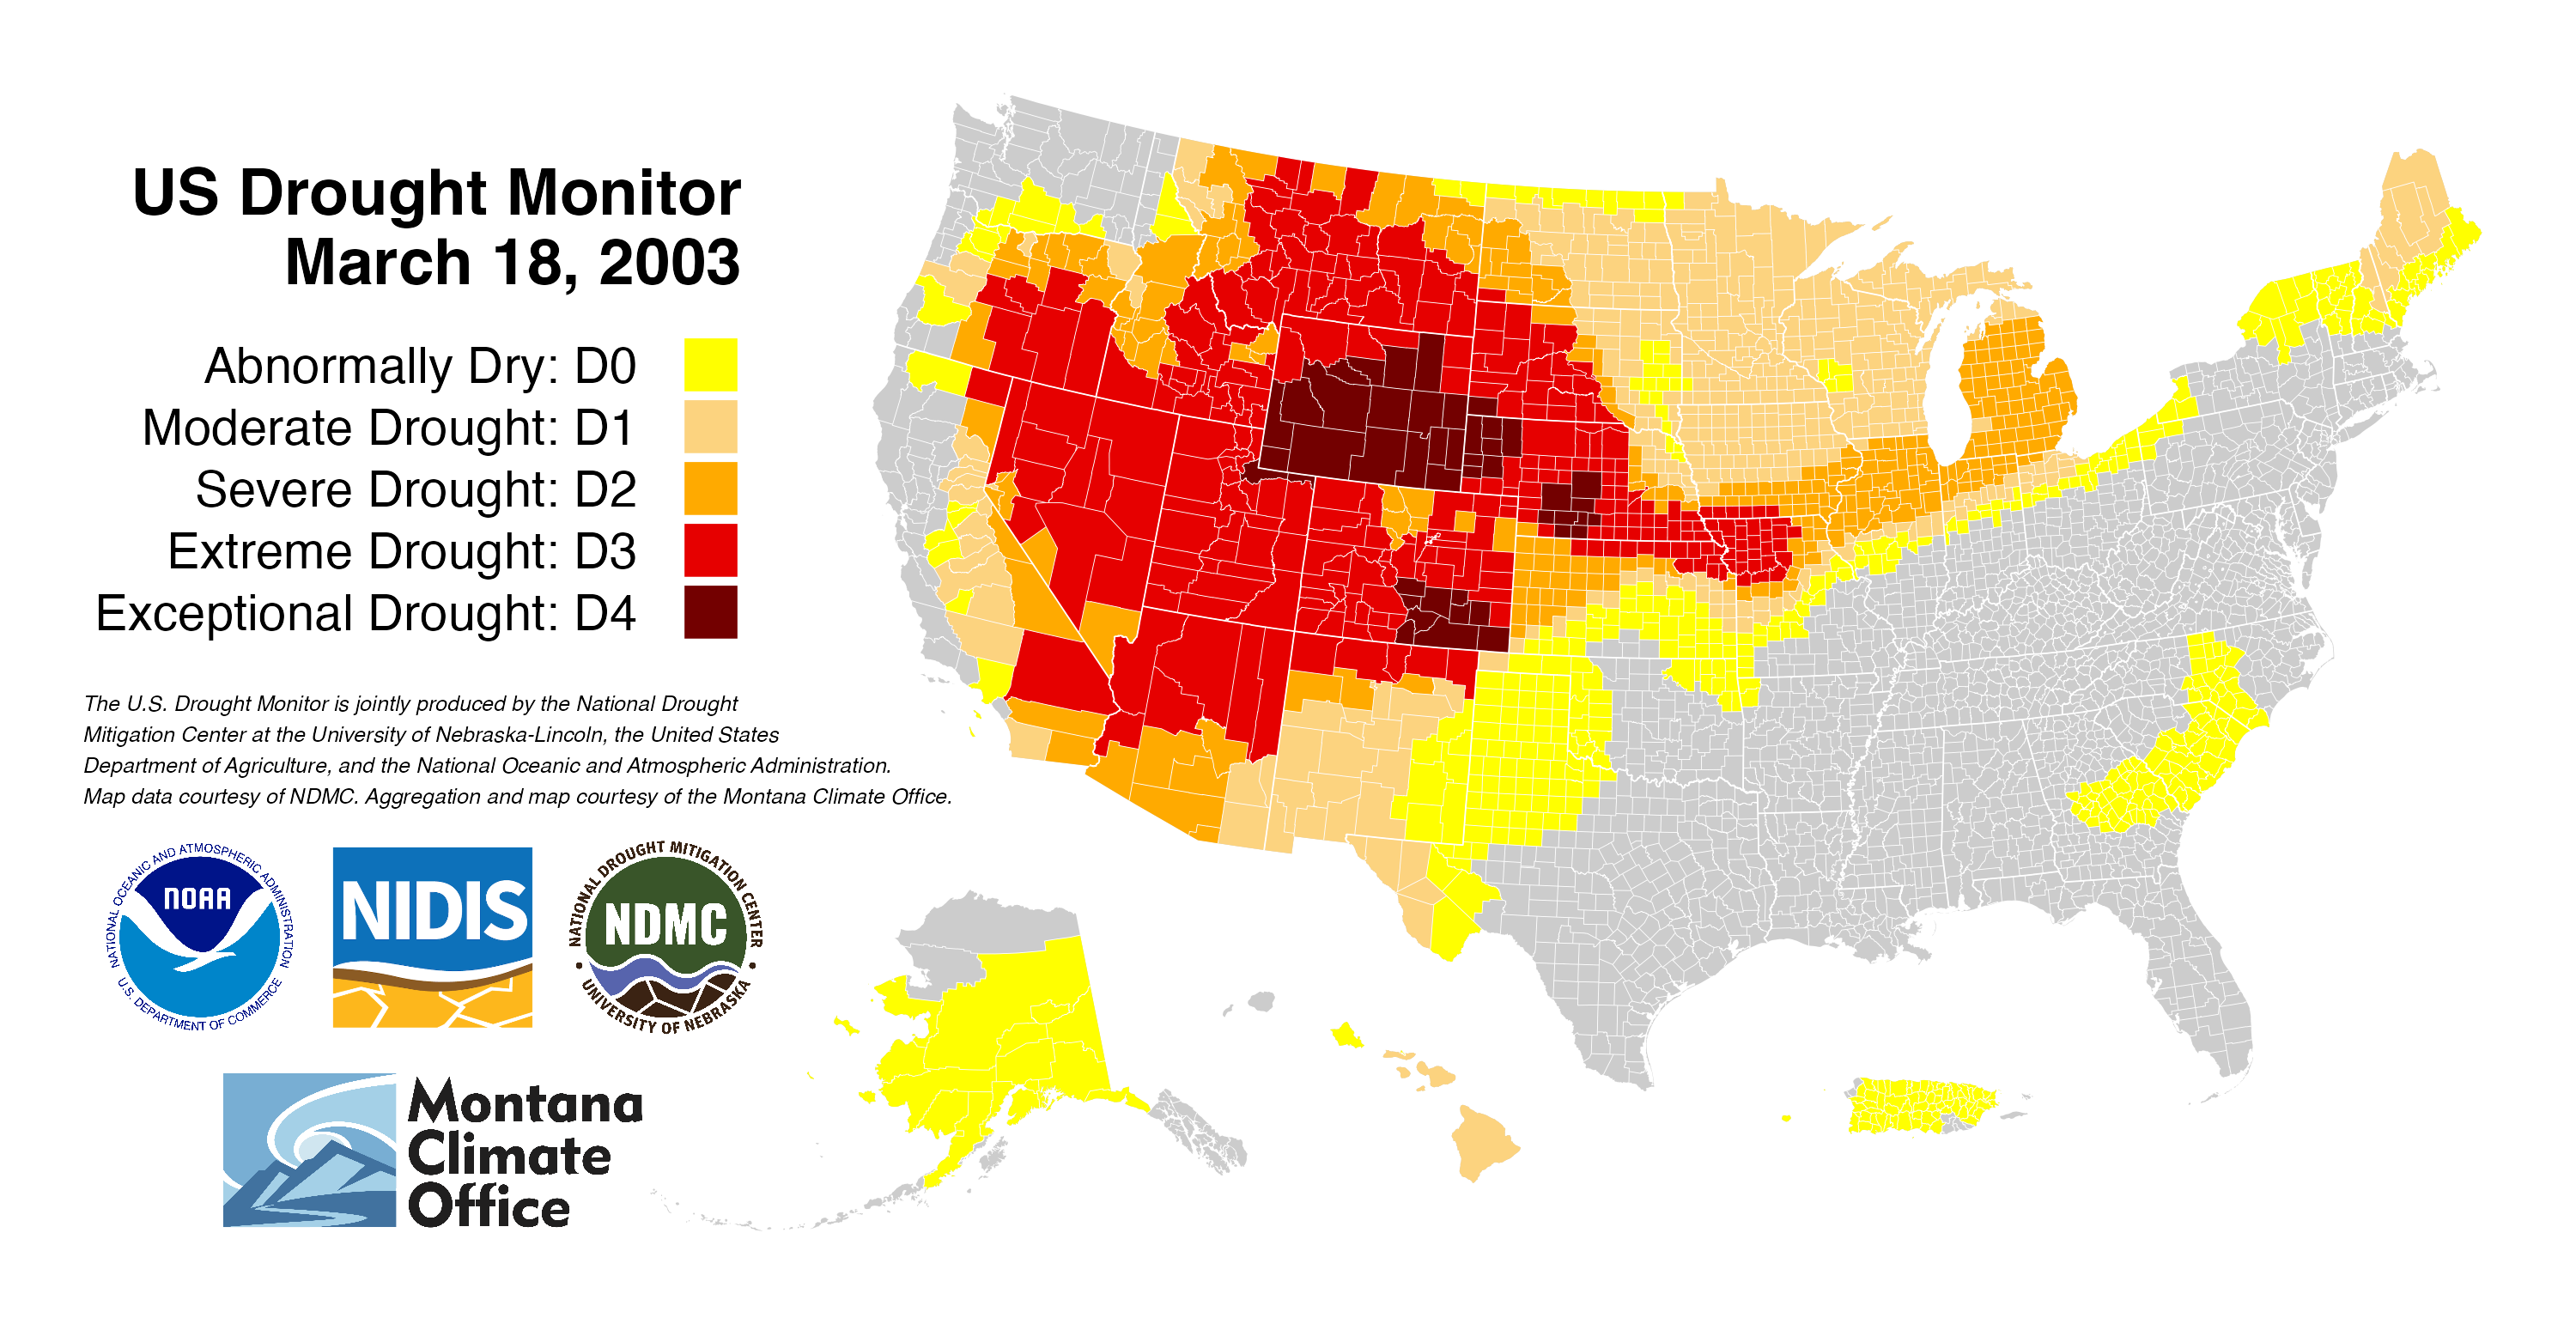 US Drought Monitor
March 18, 2003
Abnormally Dry: D0
Moderate Drought: D1
Severe Drought: D2
Extreme Drought: D3
Exceptional Drought: D4
The U.S. Drought Monitor is jointly produced by the National Drought
Mitigation Center at the University of Nebraska-Lincoln, the United States
Department of Agriculture, and the National Oceanic and Atmospheric Administration.
Map data courtesy of NDMC. Aggregation and map courtesy of the Montana Climate Office.
NATIONAL OCEANIC AND ATMOSPHERIC ADMINISTRATION
NOAA
U.S. DEPARTMENT OF COMMERCE
NIDIS
NATIONAL DROUGHT MITIGATION CENTER
NDMC
UNIVERSITY OF NEBRASKA
Montana
Climate
Office